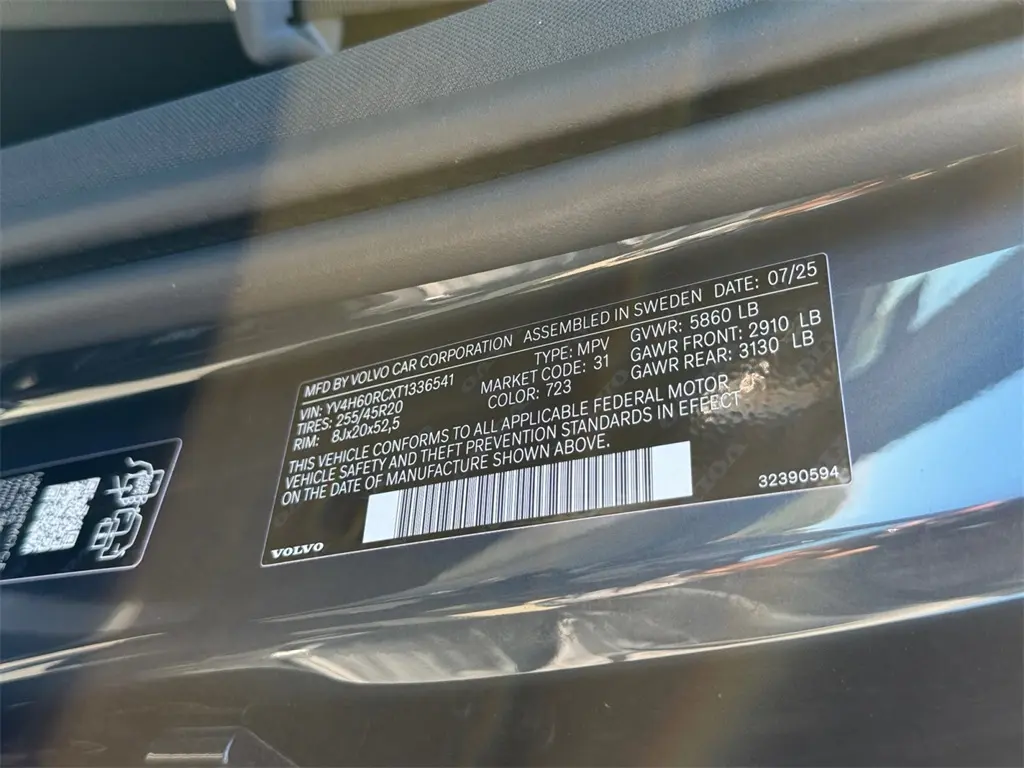 MFD BY VOLVO CAR CORPORATION ASSEMBLED IN SWEDEN DATE: 07/25
VIN: YV4H60RCXT1336541 TYPE: MPV GVWR: 5860 LB
TIRES: 255/45R20 MARKET CODE: 31 GAWR FRONT: 2910 LB
RIM: 8Jx20x52,5 COLOR: 723 GAWR REAR: 3130 LB
THIS VEHICLE CONFORMS TO ALL APPLICABLE FEDERAL MOTOR
VEHICLE SAFETY AND THEFT PREVENTION STANDARDS IN EFFECT
ON THE DATE OF MANUFACTURE SHOWN ABOVE.
32390594
VOLVO